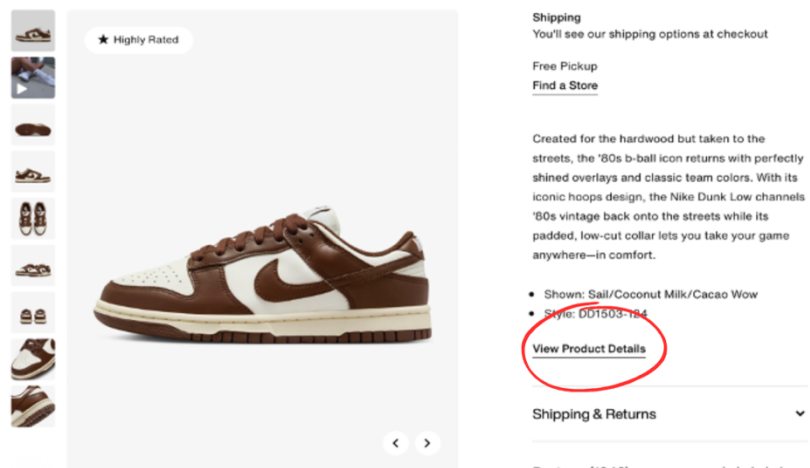 ★ Highly Rated
Shipping
You'll see our shipping options at checkout
Free Pickup
Find a Store
Created for the hardwood but taken to the
streets, the '80s b-ball icon returns with perfectly
shined overlays and classic team colors. With its
iconic hoops design, the Nike Dunk Low channels
'80s vintage back onto the streets while its
padded, low-cut collar lets you take your game
anywhere—in comfort.
Shown: Sail/Coconut Milk/Cacao Wow
Style: DD1503-124
View Product Details
Shipping & Returns